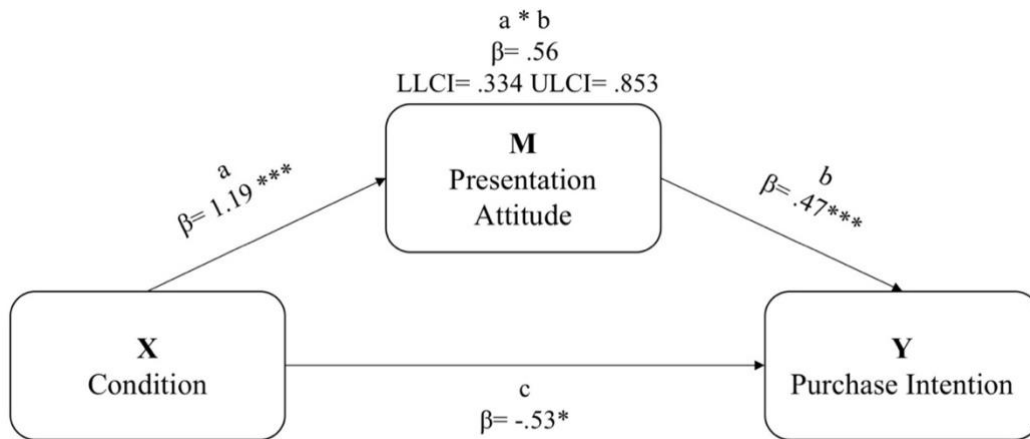 a * b
β= .56
LLCI= .334 ULCI= .853
M
Presentation
Attitude
a
β= 1.19 ***
b
β= .47***
X
Condition
Y
Purchase Intention
c
β= -.53*